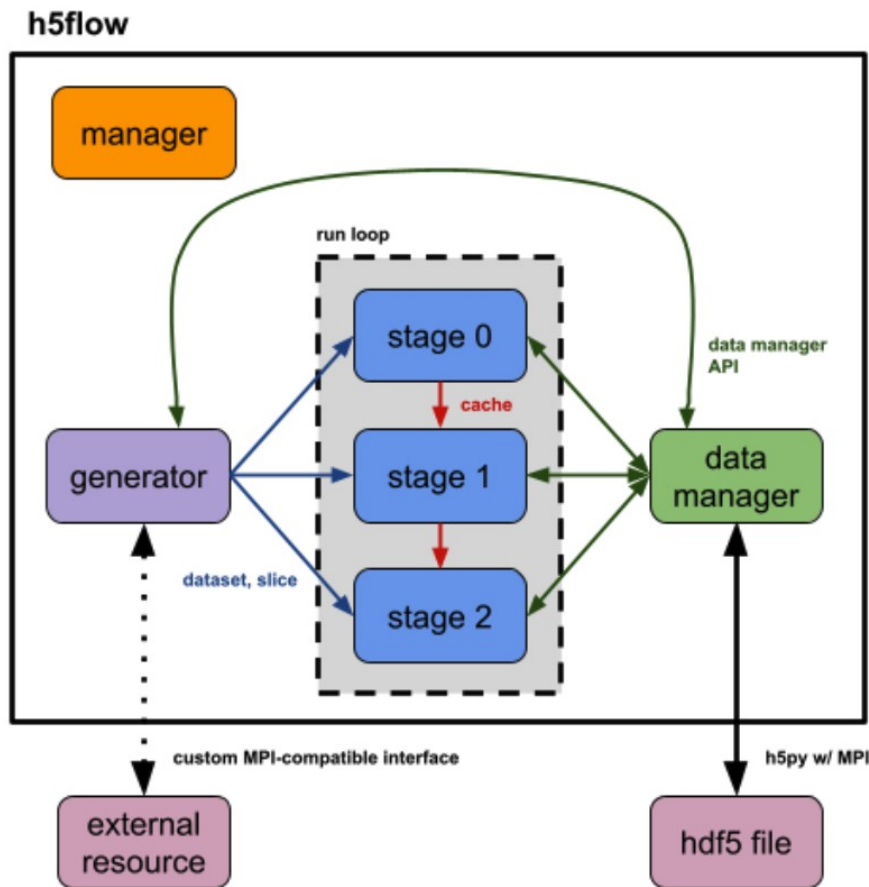 h5flow
manager
run loop
stage 0
data manager
API
cache
generator
stage 1
data
manager
dataset, slice
stage 2
custom MPI-compatible interface
h5py w/ MPI
external
resource
hdf5 file